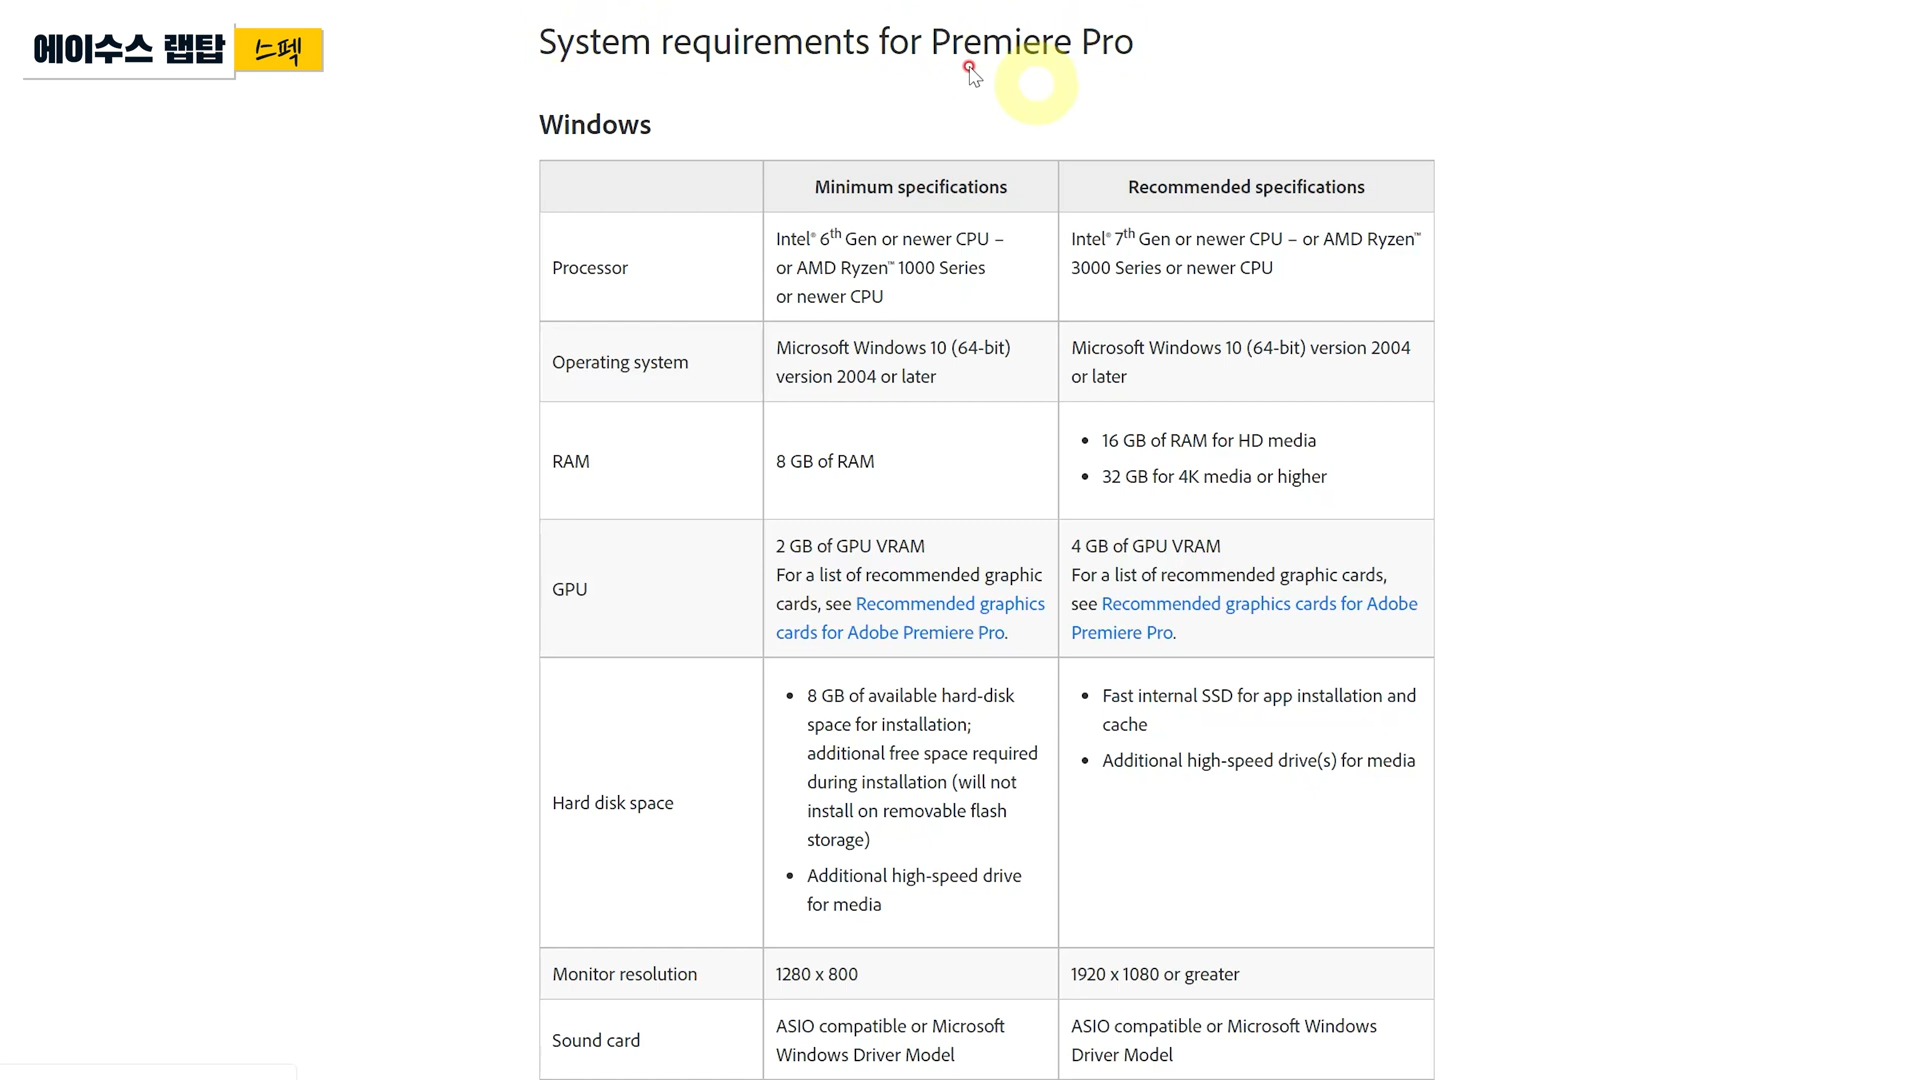 에이수스 랩탑 스펙
System requirements for Premiere Pro
Windows
Minimum specifications
Recommended specifications
Processor
Intel® 6th Gen or newer CPU –
or AMD Ryzen™ 1000 Series
or newer CPU
Intel® 7th Gen or newer CPU – or AMD Ryzen™
3000 Series or newer CPU
Operating system
Microsoft Windows 10 (64-bit)
version 2004 or later
Microsoft Windows 10 (64-bit) version 2004
or later
RAM
8 GB of RAM
• 16 GB of RAM for HD media
• 32 GB for 4K media or higher
GPU
2 GB of GPU VRAM
For a list of recommended graphic
cards, see Recommended graphics
cards for Adobe Premiere Pro.
4 GB of GPU VRAM
For a list of recommended graphic cards,
see Recommended graphics cards for Adobe
Premiere Pro.
Hard disk space
• 8 GB of available hard-disk
space for installation;
additional free space required
during installation (will not
install on removable flash
storage)
• Additional high-speed drive
for media
• Fast internal SSD for app installation and
cache
• Additional high-speed drive(s) for media
Monitor resolution
1280 x 800
1920 x 1080 or greater
Sound card
ASIO compatible or Microsoft
Windows Driver Model
ASIO compatible or Microsoft Windows
Driver Model